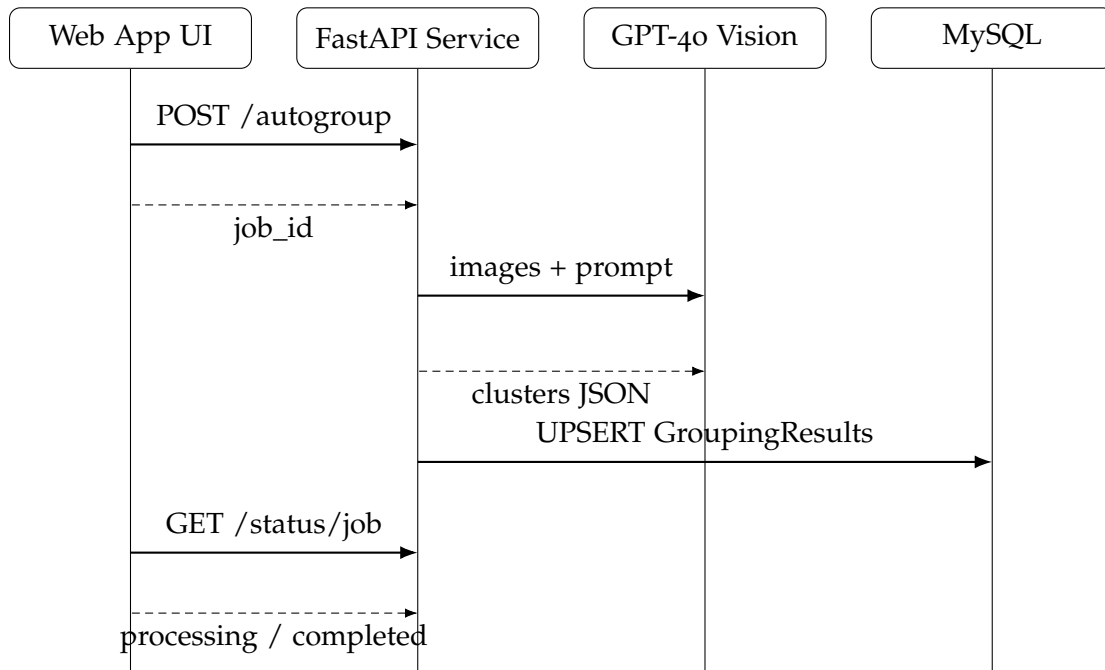 Web App UI
FastAPI Service
GPT-4o Vision
MySQL
POST /autogroup
job_id
images + prompt
clusters JSON
UPSERT GroupingResults
GET /status/job
processing / completed